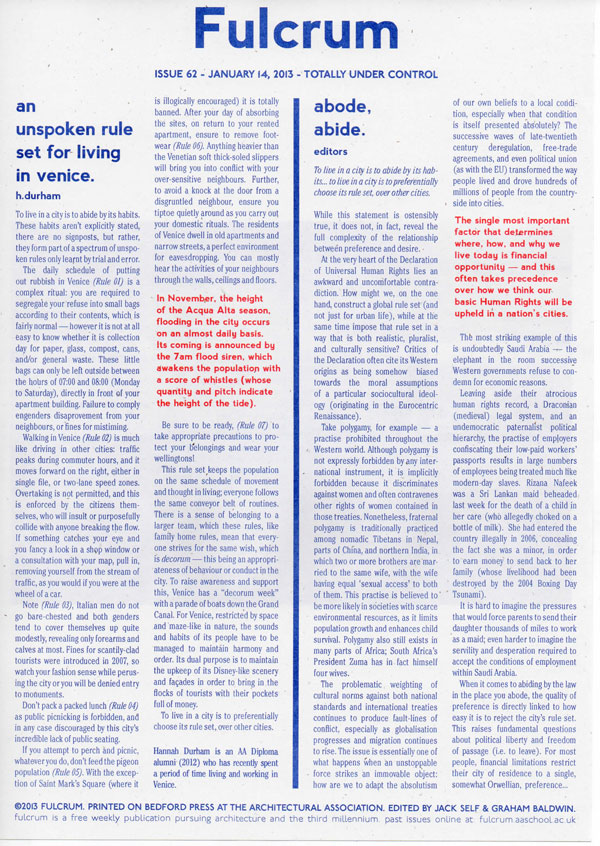 Fulcrum
ISSUE 62 - JANUARY 14, 2013 - TOTALLY UNDER CONTROL
an
unspoken rule
set for living
in venice.
h.durham
To live in a city is to abide by its habits.
These habits aren't explicitly stated,
there are no signposts, but rather,
they form part of a spectrum of unspo-
ken rules only learnt by trial and error.
The daily schedule of putting
out rubbish in Venice (Rule 01) is a
complex ritual: you are required to
segregate your refuse into small bags
according to their contents, which is
fairly normal — however it is not at all
easy to know whether it is collection
day for paper, glass, compost, cans,
and/or general waste. These little
bags can only be left outside between
the hours of 07:00 and 08:00 (Monday
to Saturday), directly in front of your
apartment building. Failure to comply
engenders disapprovement from your
neighbours, or fines for mistiming.
Walking in Venice (Rule 02) is much
like driving in other cities: traffic
peaks during commuter hours, and it
moves forward on the right, either in
single file, or two-lane speed zones.
Overtaking is not permitted, and this
is enforced by the citizens them-
selves, who will insult or purposefully
collide with anyone breaking the flow.
If something catches your eye and
you fancy a look in a shop window or
a consultation with your map, pull in,
removing yourself from the stream of
traffic, as you would if you were at the
wheel of a car.
Note (Rule 03), Italian men do not
go bare-chested and both genders
tend to cover themselves up quite
modestly, revealing only forearms and
calves at most. Fines for scantily-clad
tourists were introduced in 2007, so
watch your fashion sense while perus-
ing the city or you will be denied entry
to monuments.
Don't pack a packed lunch (Rule 04)
as public picnicking is forbidden, and
in any case discouraged by this city's
incredible lack of public seating.
If you attempt to perch and picnic,
whatever you do, don't feed the pigeon
population (Rule 05). With the excep-
tion of Saint Mark's Square (where it
is illogically encouraged) it is totally
banned. After your day of absorbing
the sites, on return to your rented
apartment, ensure to remove foot-
wear (Rule 06). Anything heavier than
the Venetian soft thick-soled slippers
will bring you into conflict with your
over-sensitive neighbours. Further,
to avoid a knock at the door from a
disgruntled neighbour, ensure you
tiptoe quietly around as you carry out
your domestic rituals. The residents
of Venice dwell in old apartments and
narrow streets, a perfect environment
for eavesdropping. You can mostly
hear the activities of your neighbours
through the walls, ceilings and floors.
In November, the height
of the Acqua Alta season,
flooding in the city occurs
on an almost daily basis.
Its coming is announced by
the 7am flood siren, which
awakens the population with
a score of whistles (whose
quantity and pitch indicate
the height of the tide).
Be sure to be ready, (Rule 07) to
take appropriate precautions to pro-
tect your belongings and wear your
wellingtons!
This rule set keeps the population
on the same schedule of movement
and thought in living; everyone follows
the same conveyor belt of routines.
There is a sense of belonging to a
larger team, which these rules, like
family home rules, mean that every-
one strives for the same wish, which
is decorum — this being an appropri-
ateness of behaviour or conduct in the
city. To raise awareness and support
this, Venice has a "decorum week"
with a parade of boats down the Grand
Canal. For Venice, restricted by space
and maze-like in nature, the sounds
and habits of its people have to be
managed to maintain harmony and
order. Its dual purpose is to maintain
the upkeep of its Disney-like scenery
and façades in order to bring in the
flocks of tourists with their pockets
full of money.
To live in a city is to preferentially
choose its rule set, over other cities.
Hannah Durham is an AA Diploma
alumni (2012) who has recently spent
a period of time living and working in
Venice.
abode,
abide.
editors
To live in a city is to abide by its hab-
its... to live in a city is to preferentially
choose its rule set, over other cities.
While this statement is ostensibly
true, it does not, in fact, reveal the
full complexity of the relationship
between preference and desire.
At the very heart of the Declaration
of Universal Human Rights lies an
awkward and uncomfortable contra-
diction. How might we, on the one
hand, construct a global rule set (and
not just for urban life), while at the
same time impose that rule set in a
way that is both realistic, pluralist,
and culturally sensitive? Critics of
the Declaration often cite its Western
origins as being somehow biased
towards the moral assumptions
of a particular sociocultural ideol-
ogy (originating in the Eurocentric
Renaissance).
Take polygamy, for example — a
practise prohibited throughout the
Western world. Although polygamy is
not expressly forbidden by any inter-
national instrument, it is implicitly
forbidden because it discriminates
against women and often contravenes
other rights of women contained in
those treaties. Nonetheless, fraternal
polygamy is traditionally practiced
among nomadic Tibetans in Nepal,
parts of China, and northern India, in
which two or more brothers are mar-
ried to the same wife, with the wife
having equal 'sexual access' to both
of them. This practise is believed to
be more likely in societies with scarce
environmental resources, as it limits
population growth and enhances child
survival. Polygamy also still exists in
many parts of Africa; South Africa's
President Zuma has in fact himself
four wives.
The problematic weighting of
cultural norms against both national
standards and international treaties
continues to produce fault-lines of
conflict, especially as globalisation
progresses and migration continues
to rise. The issue is essentially one of
what happens when an unstoppable
force strikes an immovable object:
how are we to adapt the absolutism
of our own beliefs to a local condi-
tion, especially when that condition
is itself presented absolutely? The
successive waves of late-twentieth
century deregulation, free-trade
agreements, and even political union
(as with the EU) transformed the way
people lived and drove hundreds of
millions of people from the country-
side into cities.
The single most important
factor that determines
where, how, and why we
live today is financial
opportunity — and this
often takes precedence
over how we think our
basic Human Rights will be
upheld in a nation's cities.
The most striking example of this
is undoubtedly Saudi Arabia — the
elephant in the room successive
Western governments refuse to con-
demn for economic reasons.
Leaving aside their atrocious
human rights record, a Draconian
(medieval) legal system, and an
undemocratic paternalist political
hierarchy, the practise of employers
confiscating their low-paid workers'
passports results in large numbers
of employees being treated much like
modern-day slaves. Rizana Nafeek
was a Sri Lankan maid beheaded
last week for the death of a child in
her care (who allegedly choked on a
bottle of milk). She had entered the
country illegally in 2006, concealing
the fact she was a minor, in order
to earn money to send back to her
family (whose livelihood had been
destroyed by the 2004 Boxing Day
Tsunami).
It is hard to imagine the pressures
that would force parents to send their
daughter thousands of miles to work
as a maid; even harder to imagine the
servility and desperation required to
accept the conditions of employment
within Saudi Arabia.
When it comes to abiding by the law
in the place you abode, the quality of
preference is directly linked to how
easy it is to reject the city's rule set.
This raises fundamental questions
about political liberty and freedom
of passage (i.e. to leave). For most
people, financial limitations restrict
their city of residence to a single,
somewhat Orwellian, preference...
©2013 FULCRUM. PRINTED ON BEDFORD PRESS AT THE ARCHITECTURAL ASSOCIATION. EDITED BY JACK SELF & GRAHAM BALDWIN.
fulcrum is a free weekly publication pursuing architecture and the third millennium. past issues online at fulcrum.aaschool.ac.uk